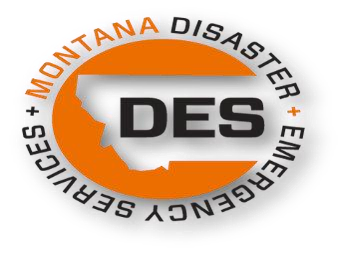 MONTANA DISASTER + EMERGENCY SERVICES +
DES